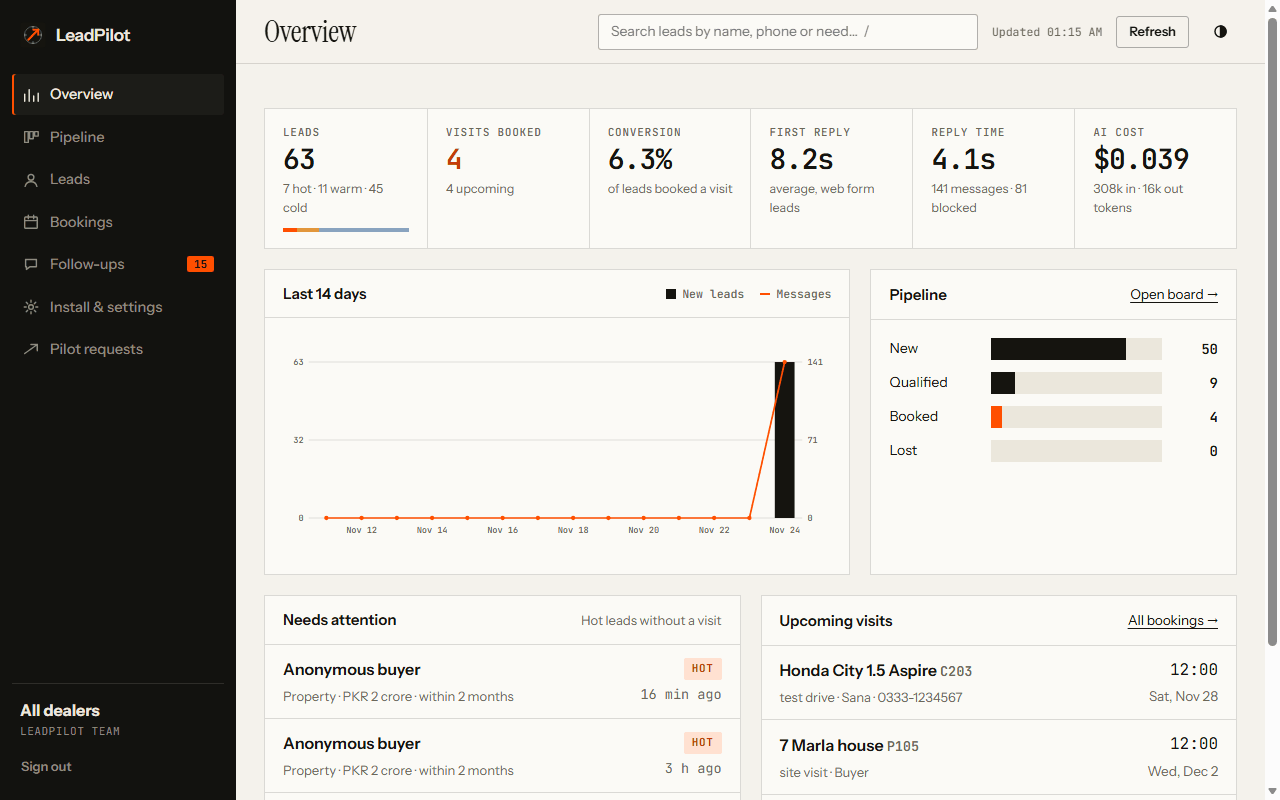 LeadPilot
Overview
Pipeline
Leads
Bookings
Follow-ups 15
Install & settings
Pilot requests
All dealers
LEADPILOT TEAM
Sign out
Overview
Search leads by name, phone or need... /
Updated 01:15 AM
Refresh
LEADS
63
7 hot · 11 warm · 45
cold
VISITS BOOKED
4
4 upcoming
CONVERSION
6.3%
of leads booked a visit
FIRST REPLY
8.2s
average, web form
leads
REPLY TIME
4.1s
141 messages · 81
blocked
AI COST
$0.039
308k in · 16k out
tokens
Last 14 days
New leads Messages
63 141
32 71
0 0
Nov 12 Nov 14 Nov 16 Nov 18 Nov 20 Nov 22 Nov 24
Pipeline Open board →
New 50
Qualified 9
Booked 4
Lost 0
Needs attention Hot leads without a visit
Anonymous buyer HOT
Property · PKR 2 crore · within 2 months 16 min ago
Anonymous buyer HOT
Property · PKR 2 crore · within 2 months 3 h ago
Upcoming visits All bookings →
Honda City 1.5 Aspire C203 12:00
test drive · Sana · 0333-1234567 Sat, Nov 28
7 Marla house P105 12:00
site visit · Buyer Wed, Dec 2